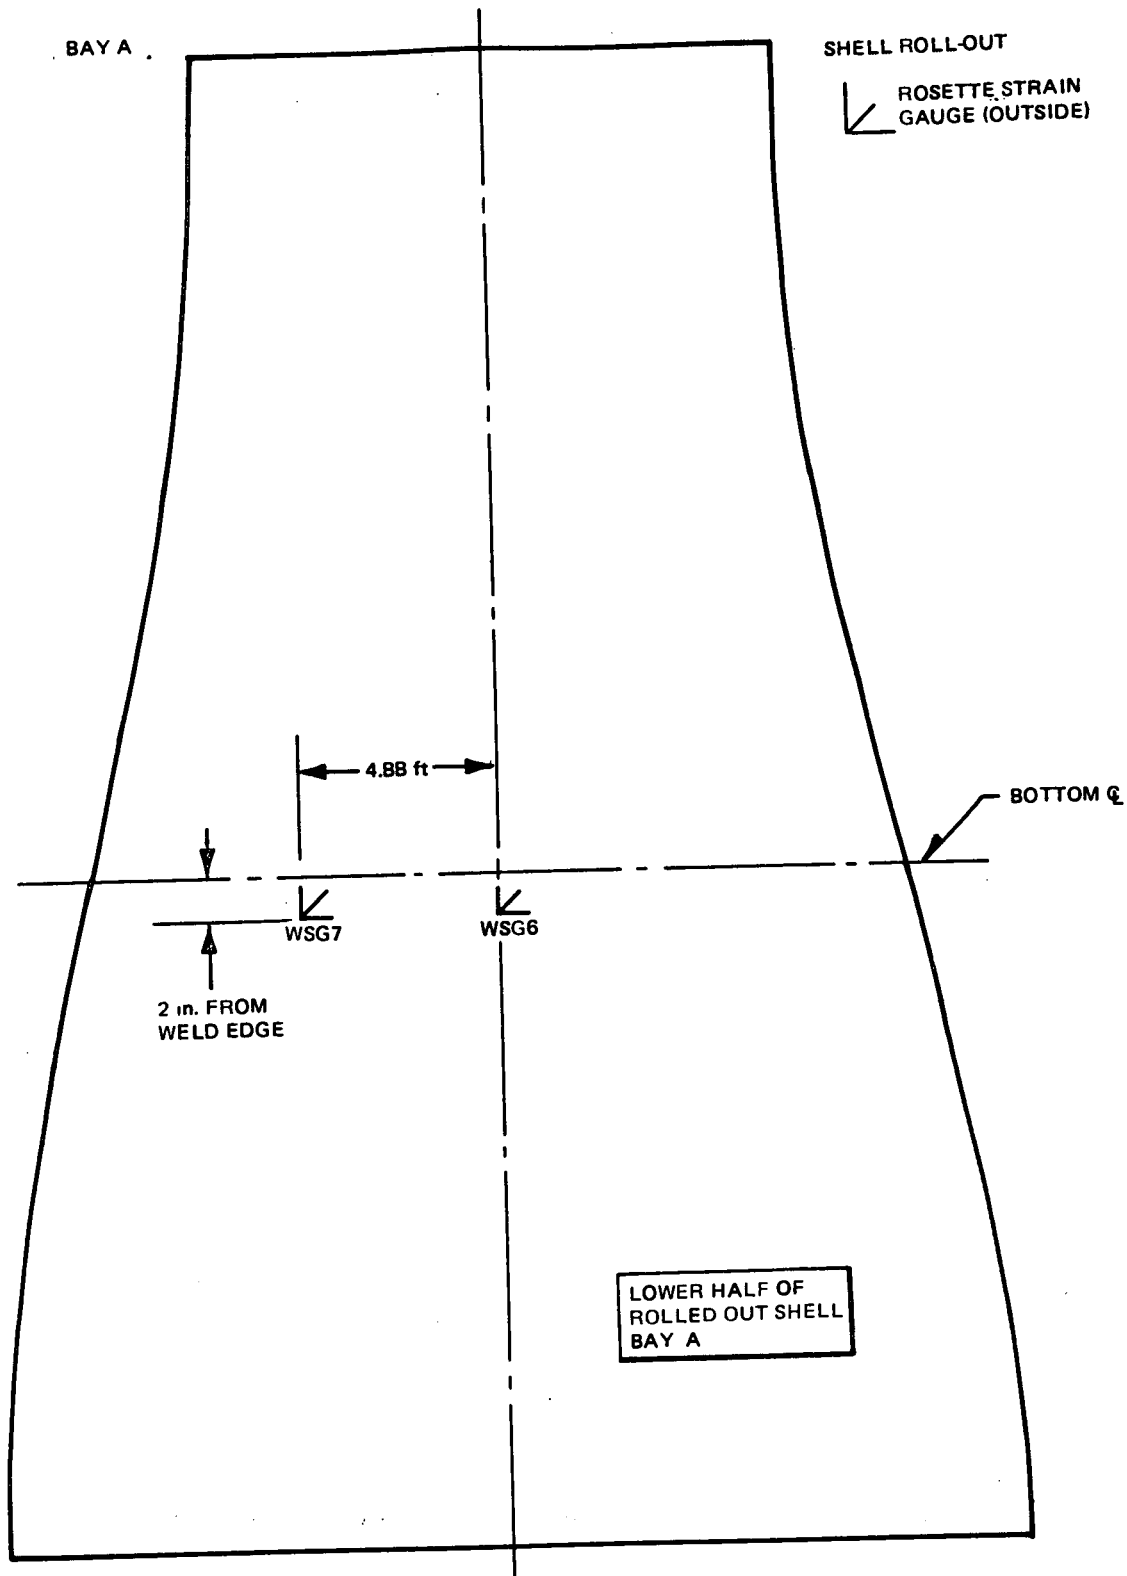 BAY A
SHELL ROLL-OUT
ROSETTE STRAIN
GAUGE (OUTSIDE)
4.88 ft
BOTTOM ℄
WSG7
WSG6
2 in. FROM
WELD EDGE
LOWER HALF OF
ROLLED OUT SHELL
BAY A